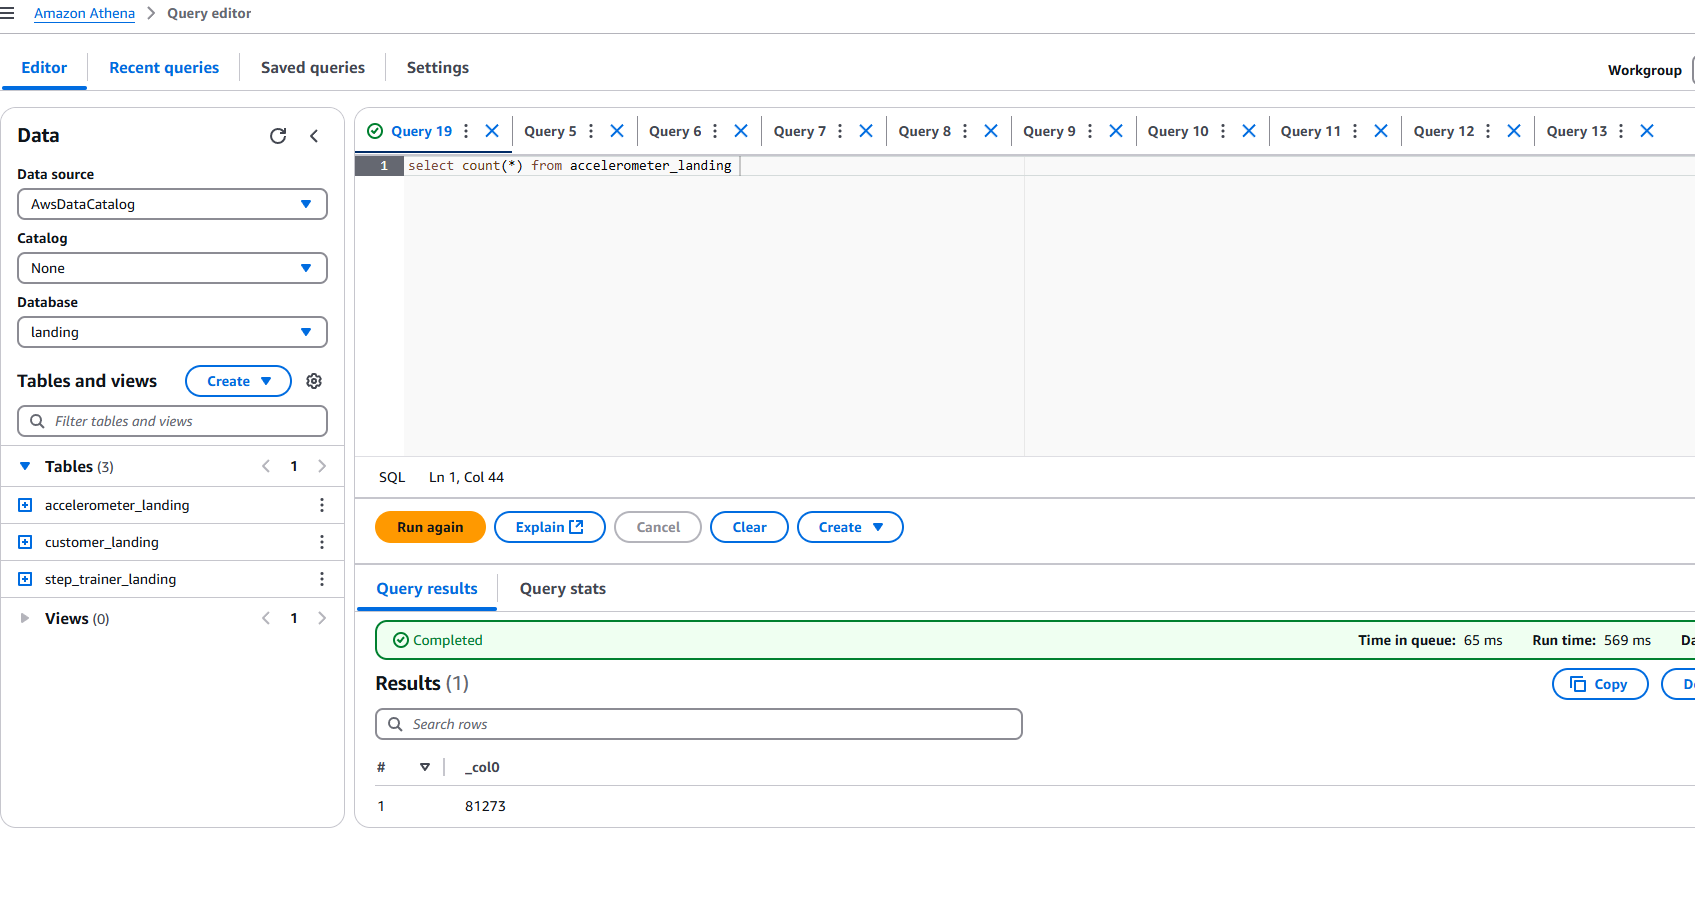 Amazon Athena > Query editor
Editor
Recent queries
Saved queries
Settings
Workgroup
Data
Data source
AwsDataCatalog
Catalog
None
Database
landing
Tables and views
Create
Filter tables and views
Tables (3)
1
accelerometer_landing
customer_landing
step_trainer_landing
Views (0)
1
Query 19
Query 5
Query 6
Query 7
Query 8
Query 9
Query 10
Query 11
Query 12
Query 13
1 select count(*) from accelerometer_landing
SQL
Ln 1, Col 44
Run again
Explain
Cancel
Clear
Create
Query results
Query stats
Completed
Time in queue: 65 ms
Run time: 569 ms
Results (1)
Copy
Search rows
# _col0
1 81273